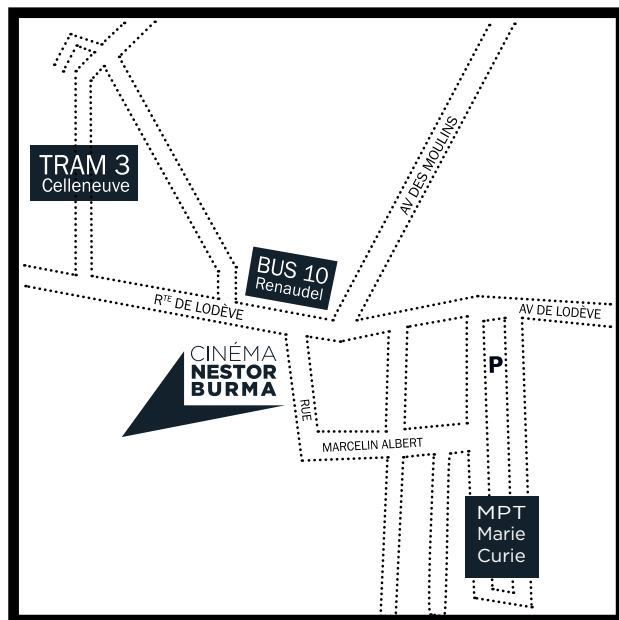 TRAM 3
Celleneuve
AV DES MOULINS
BUS 10
Renaudel
RTE DE LODÈVE
AV DE LODÈVE
CINÉMA
NESTOR
BURMA
P
RUE
MARCELIN ALBERT
MPT
Marie
Curie